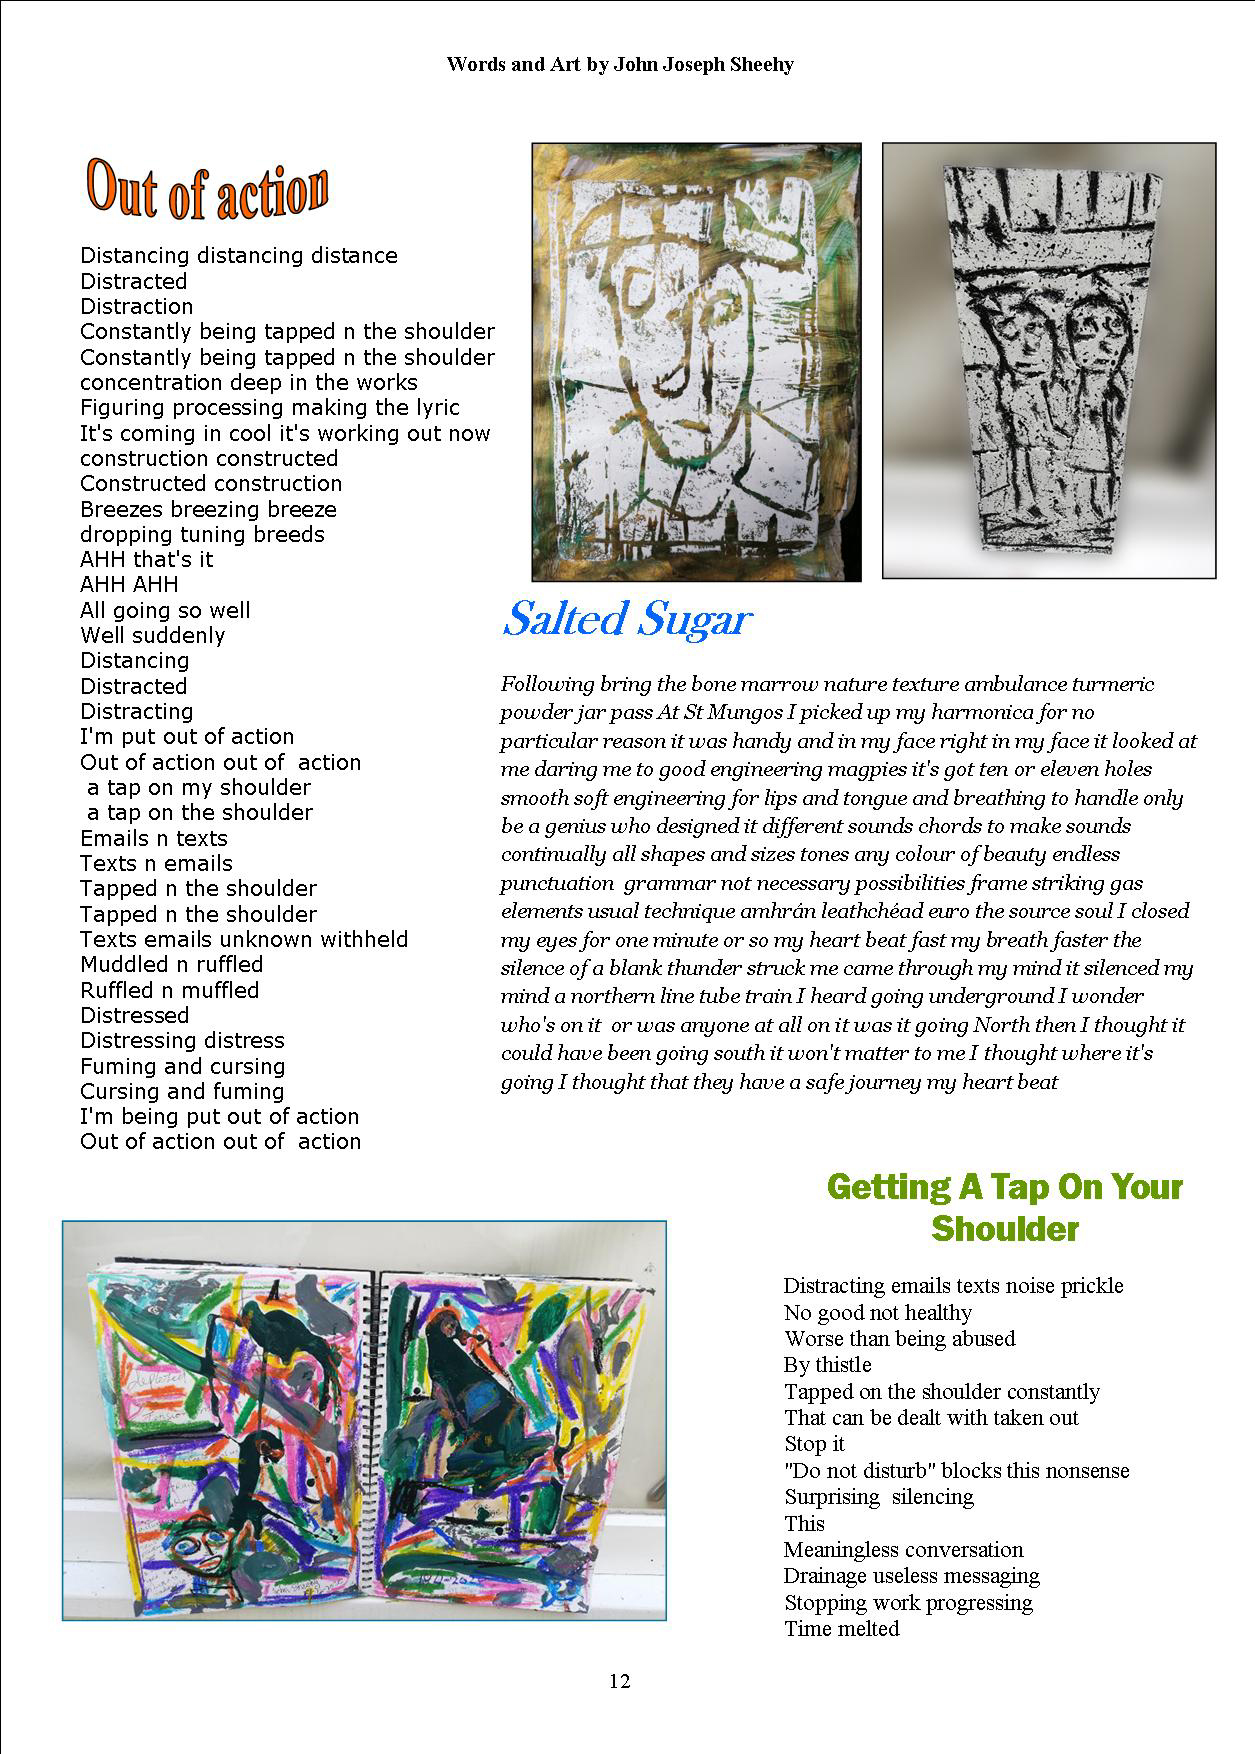 Words and Art by John Joseph Sheehy
Out of action
Distancing distancing distance
Distracted
Distraction
Constantly being tapped n the shoulder
Constantly being tapped n the shoulder
concentration deep in the works
Figuring processing making the lyric
It's coming in cool it's working out now
construction constructed
Constructed construction
Breezes breezing breeze
dropping tuning breeds
AHH that's it
AHH AHH
All going so well
Well suddenly
Distancing
Distracted
Distracting
I'm put out of action
Out of action out of  action
a tap on my shoulder
a tap on the shoulder
Emails n texts
Texts n emails
Tapped n the shoulder
Tapped n the shoulder
Texts emails unknown withheld
Muddled n ruffled
Ruffled n muffled
Distressed
Distressing distress
Fuming and cursing
Cursing and fuming
I'm being put out of action
Out of action out of  action
Salted Sugar
Following bring the bone marrow nature texture ambulance turmeric
powder jar pass At St Mungos I picked up my harmonica for no
particular reason it was handy and in my face right in my face it looked at
me daring me to good engineering magpies it's got ten or eleven holes
smooth soft engineering for lips and tongue and breathing to handle only
be a genius who designed it different sounds chords to make sounds
continually all shapes and sizes tones any colour of beauty endless
punctuation  grammar not necessary possibilities frame striking gas
elements usual technique amhrán leathchéad euro the source soul I closed
my eyes for one minute or so my heart beat fast my breath faster the
silence of a blank thunder struck me came through my mind it silenced my
mind a northern line tube train I heard going underground I wonder
who's on it  or was anyone at all on it was it going North then I thought it
could have been going south it won't matter to me I thought where it's
going I thought that they have a safe journey my heart beat
Getting A Tap On Your
Shoulder
Distracting emails texts noise prickle
No good not healthy
Worse than being abused
By thistle
Tapped on the shoulder constantly
That can be dealt with taken out
Stop it
"Do not disturb" blocks this nonsense
Surprising  silencing
This
Meaningless conversation
Drainage useless messaging
Stopping work progressing
Time melted
12